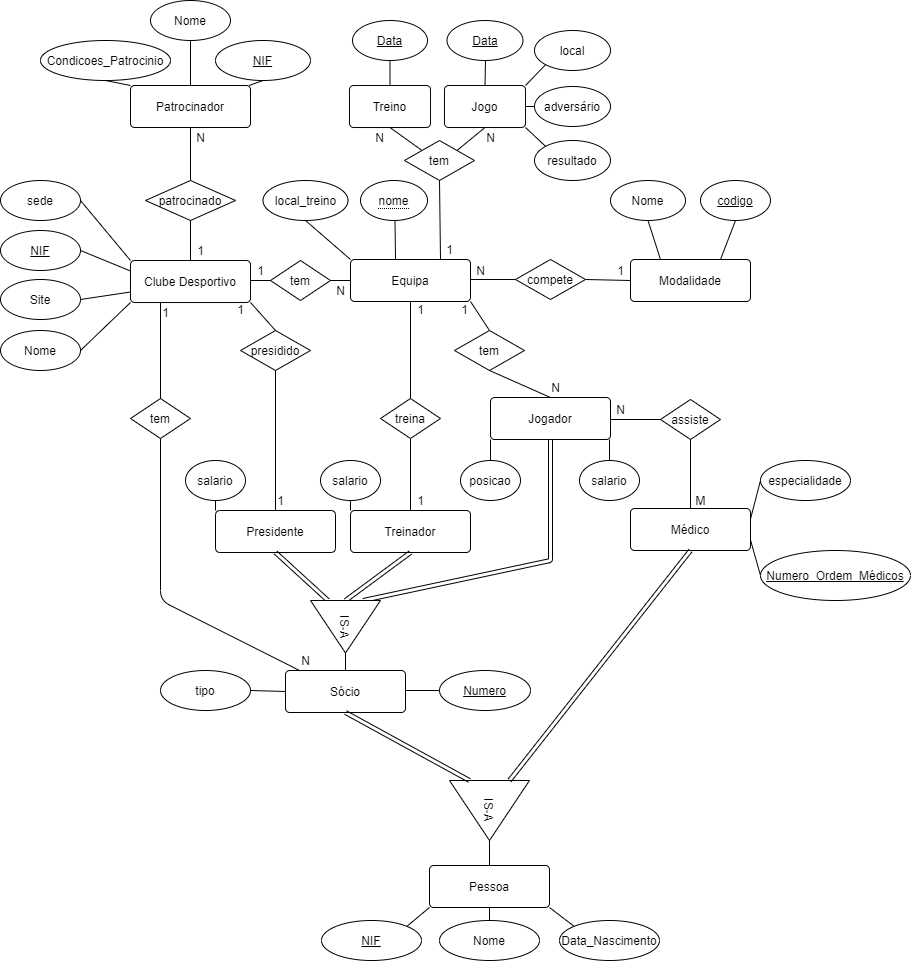 Nome
Condicoes_Patrocinio
NIF
Patrocinador
N
patrocinado
1
Data
Data
local
Treino
Jogo
adversário
N
N
tem
resultado
sede
NIF
Site
Nome
Clube Desportivo
1
tem
N
local_treino
nome
1
Equipa
N
compete
1
Nome
codigo
Modalidade
1
1
1
1
presidido
tem
N
tem
treina
Jogador
N
assiste
salario
salario
posicao
salario
M
especialidade
1
1
Presidente
Treinador
Médico
Numero_Ordem_Médicos
IS-A
N
tipo
Sócio
Numero
IS-A
Pessoa
NIF
Nome
Data_Nascimento